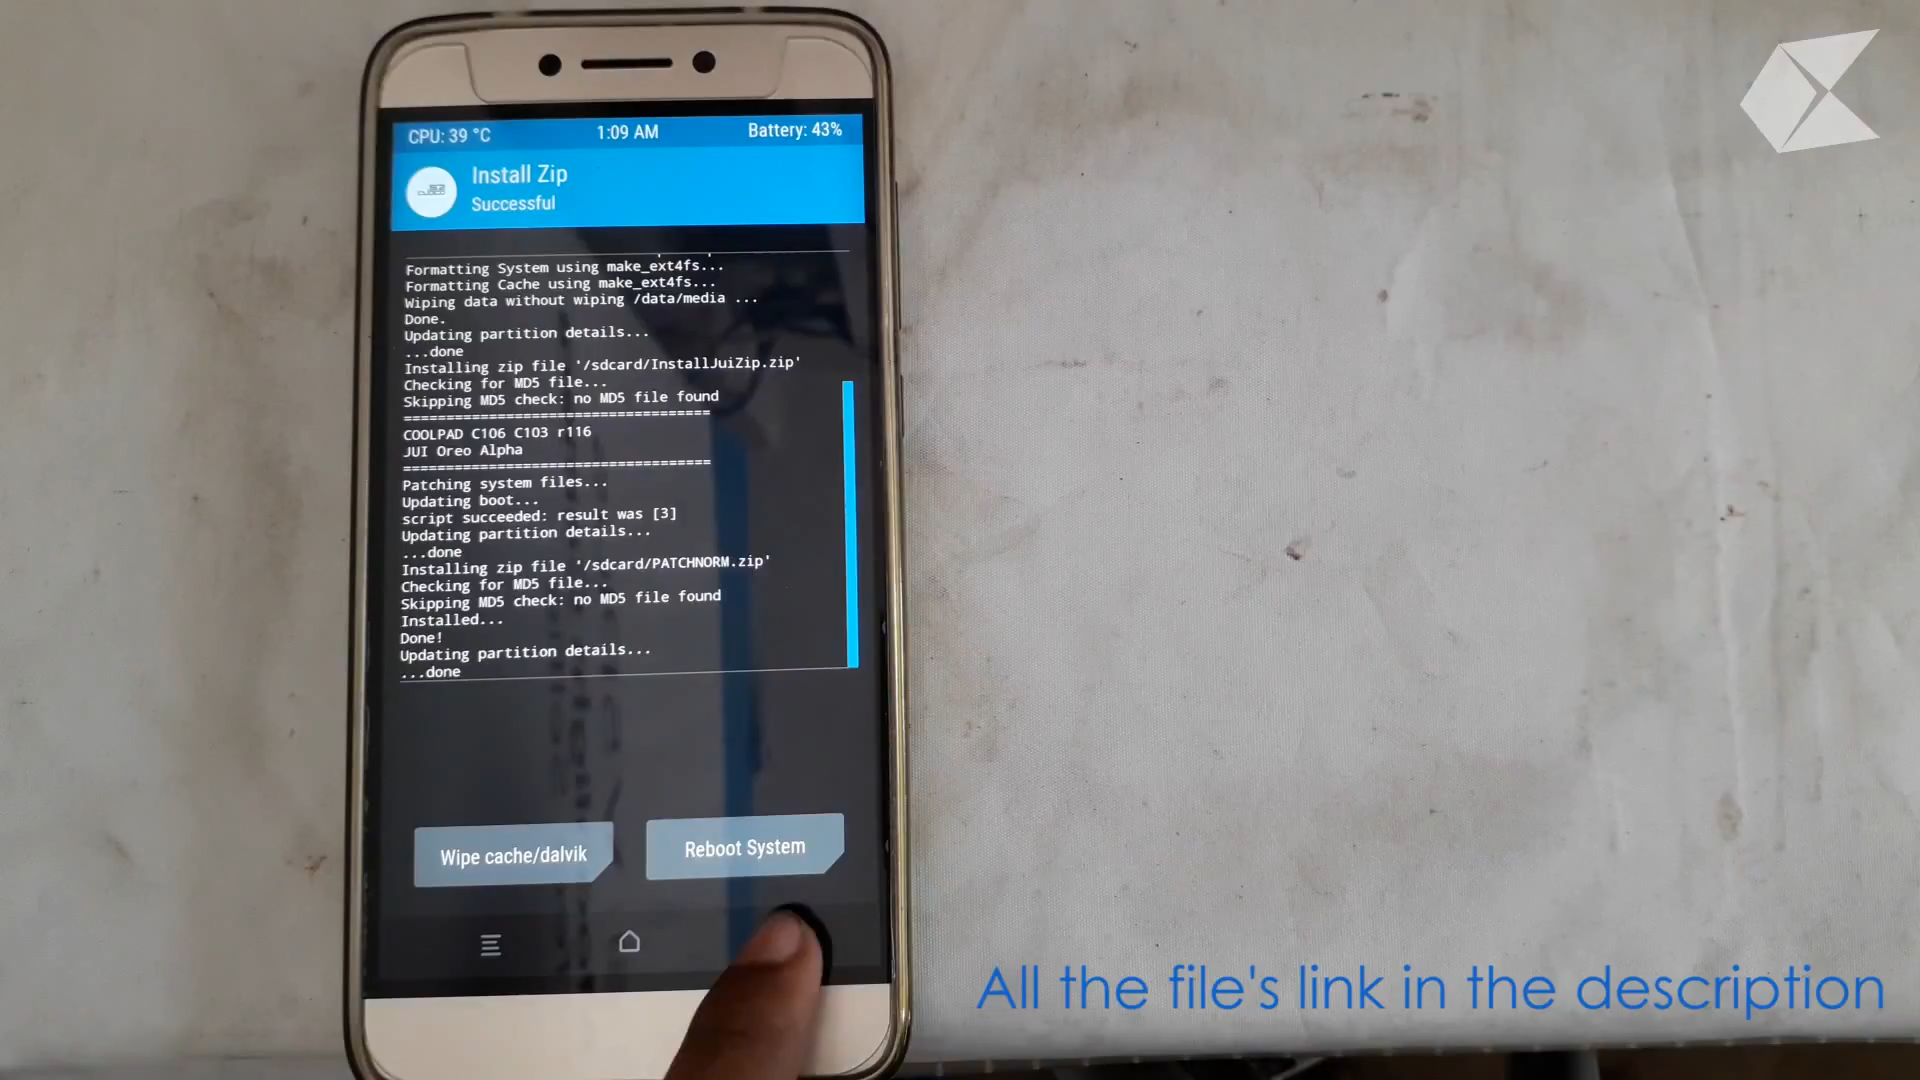 CPU: 39 °C 1:09 AM Battery: 43%
Install Zip
Successful
Formatting System using make_ext4fs...
Formatting Cache using make_ext4fs...
Wiping data without wiping /data/media ...
Done.
Updating partition details...
...done
Installing zip file '/sdcard/InstallJuiZip.zip'
Checking for MD5 file...
Skipping MD5 check: no MD5 file found
====================================
COOLPAD C106 C103 r116
JUI Oreo Alpha
====================================
Patching system files...
Updating boot...
script succeeded: result was [3]
Updating partition details...
...done
Installing zip file '/sdcard/PATCHNORM.zip'
Checking for MD5 file...
Skipping MD5 check: no MD5 file found
Installed...
Done!
Updating partition details...
...done
Wipe cache/dalvik Reboot System
All the file's link in the description